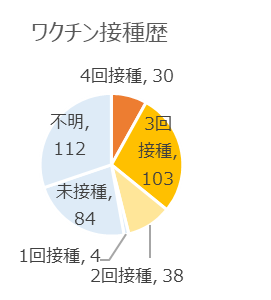 ワクチン接種歴
4回接種, 30
3回
接種,
103
2回接種, 38
1回接種, 4
未接種,
84
不明,
112